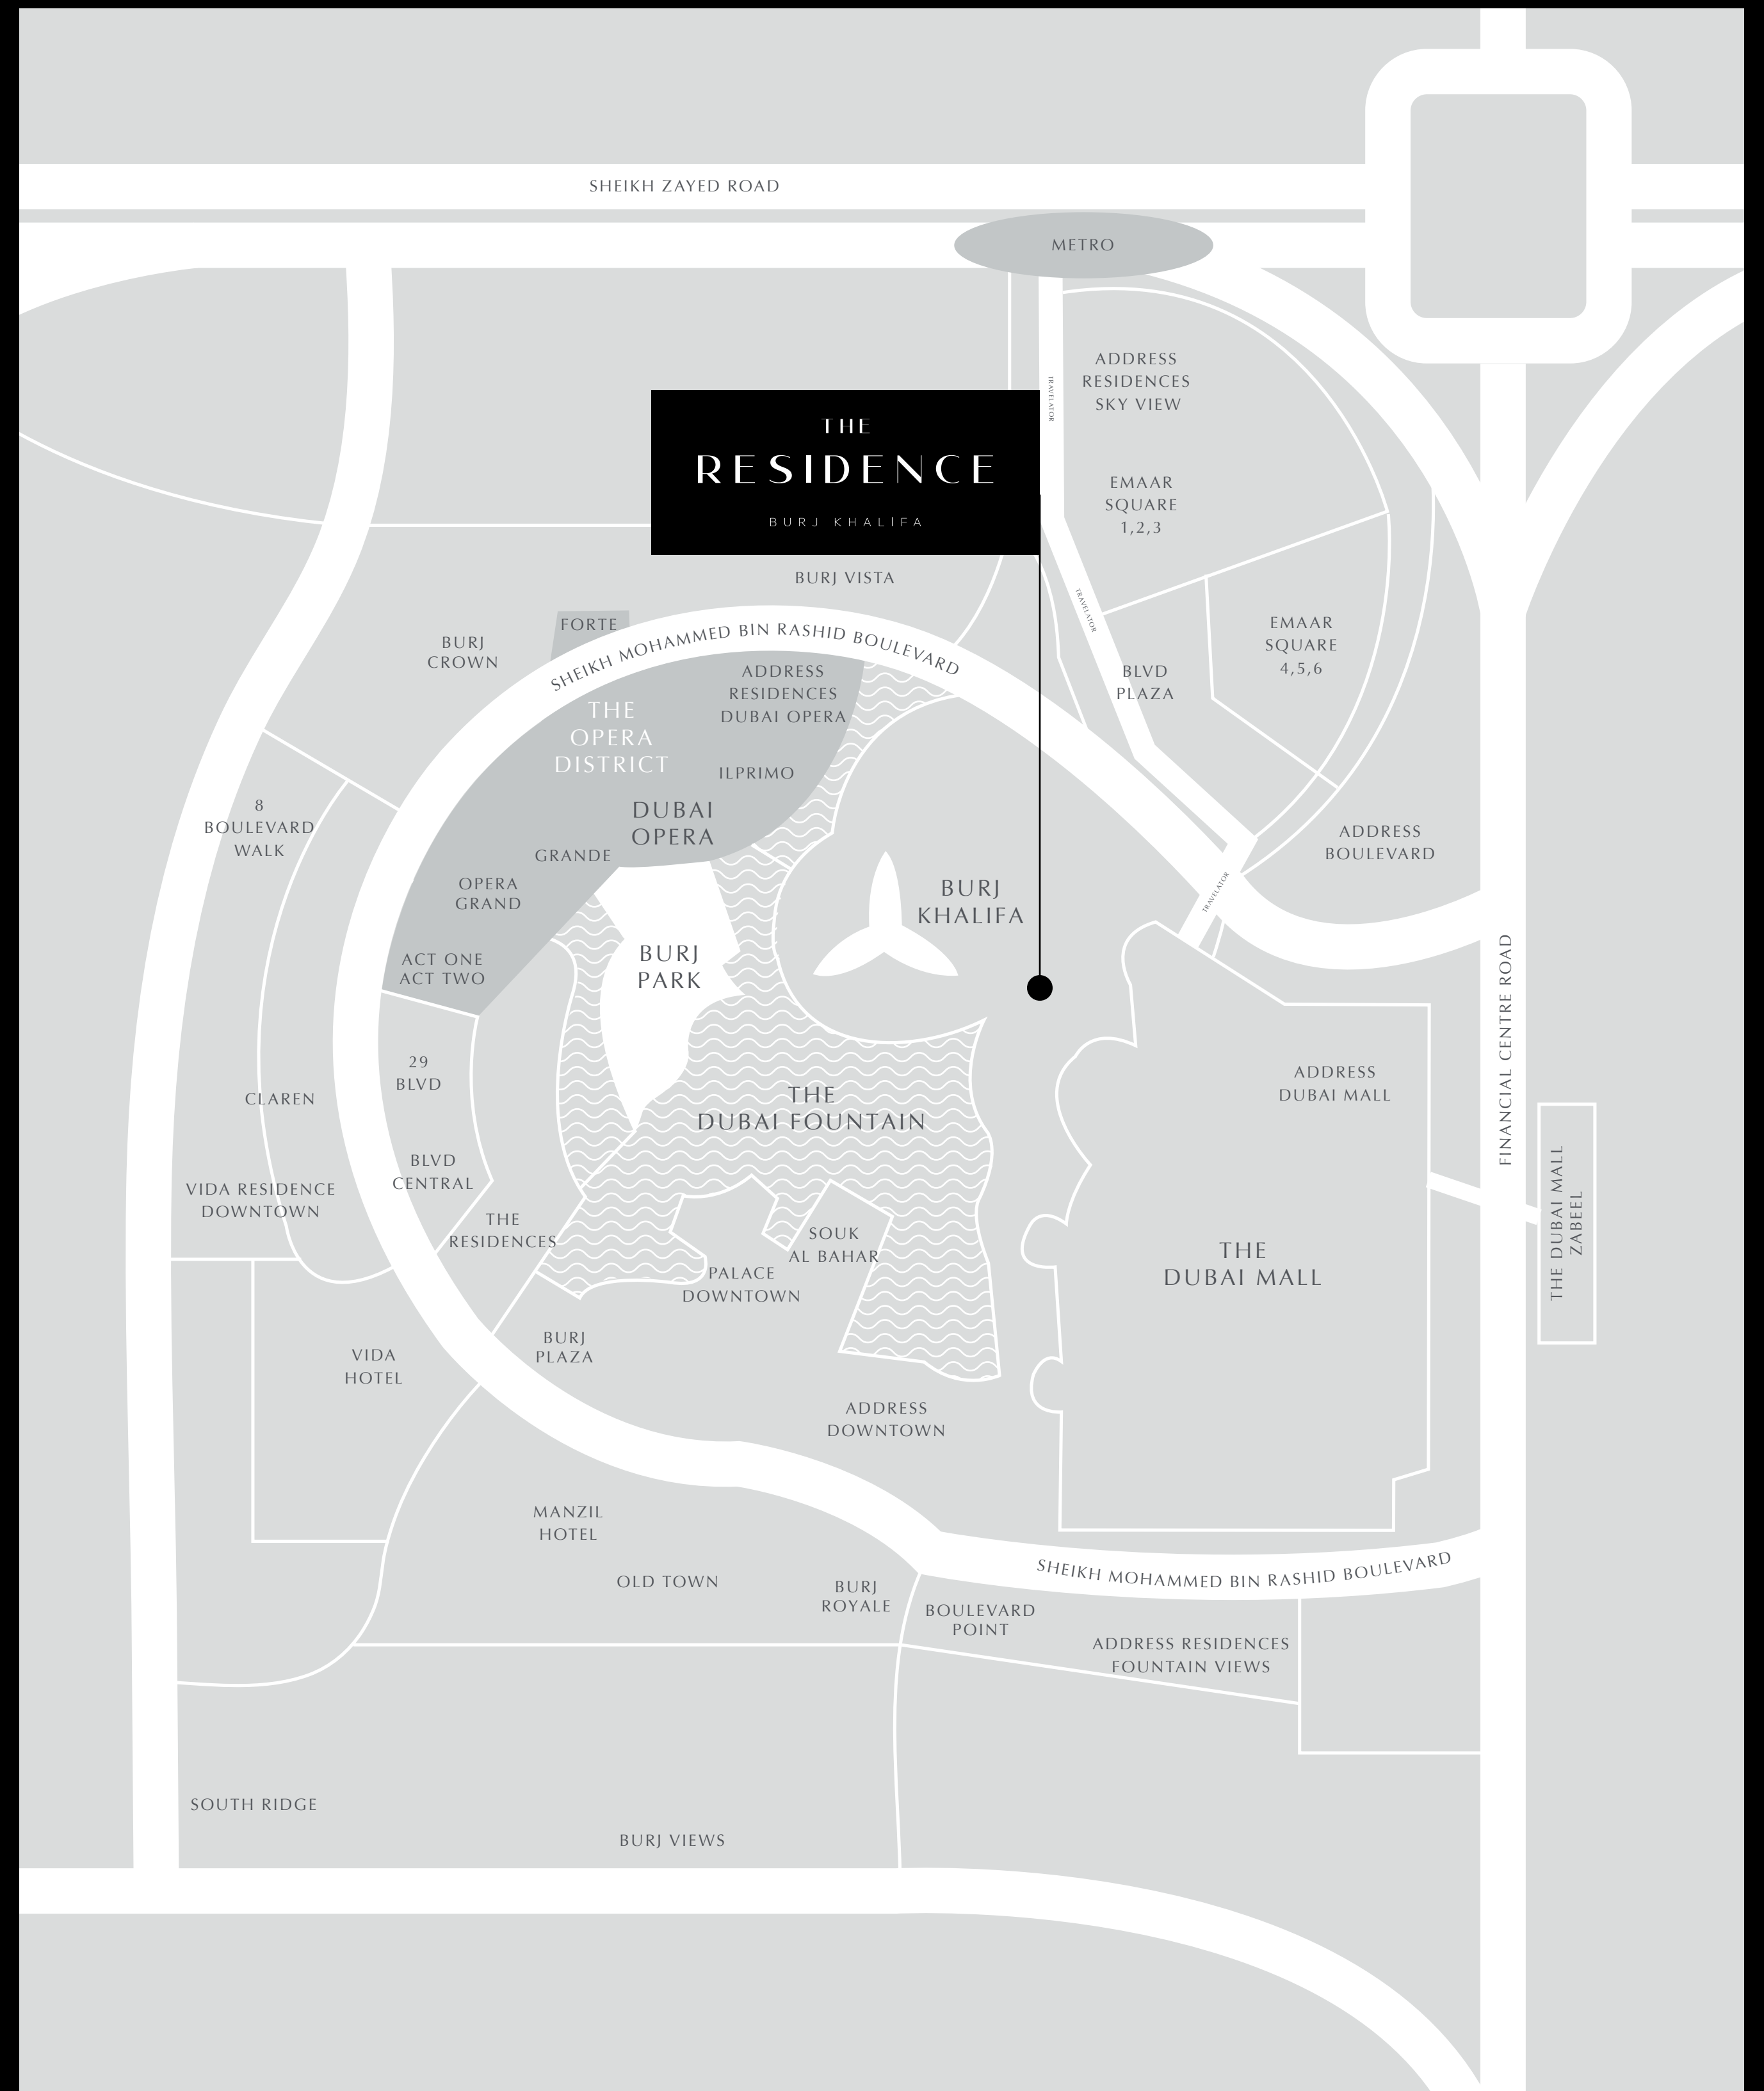 SHEIKH ZAYED ROAD
METRO
ADDRESS
RESIDENCES
SKY VIEW
TRAVELATOR
THE
RESIDENCE
BURJ KHALIFA
EMAAR
SQUARE
1,2,3
BURJ VISTA
TRAVELATOR
FORTE
SHEIKH MOHAMMED BIN RASHID BOULEVARD
BURJ
CROWN
EMAAR
SQUARE
4,5,6
ADDRESS
RESIDENCES
DUBAI OPERA
BLVD
PLAZA
THE
OPERA
DISTRICT
ILPRIMO
8
BOULEVARD
WALK
DUBAI
OPERA
ADDRESS
BOULEVARD
GRANDE
OPERA
GRAND
BURJ
KHALIFA
TRAVELATOR
BURJ
PARK
ACT ONE
ACT TWO
FINANCIAL CENTRE ROAD
29
BLVD
ADDRESS
DUBAI MALL
CLAREN
THE
DUBAI FOUNTAIN
BLVD
CENTRAL
VIDA RESIDENCE
DOWNTOWN
THE
RESIDENCES
SOUK
AL BAHAR
THE DUBAI MALL
ZABEEL
THE
DUBAI MALL
PALACE
DOWNTOWN
BURJ
PLAZA
VIDA
HOTEL
ADDRESS
DOWNTOWN
MANZIL
HOTEL
SHEIKH MOHAMMED BIN RASHID BOULEVARD
OLD TOWN
BURJ
ROYALE
BOULEVARD
POINT
ADDRESS RESIDENCES
FOUNTAIN VIEWS
SOUTH RIDGE
BURJ VIEWS